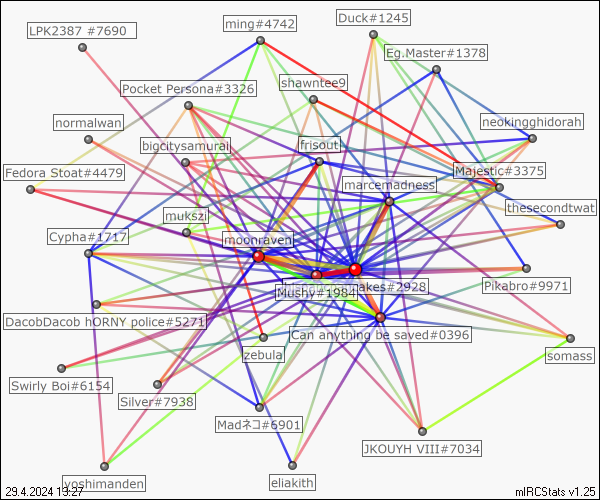 Duck#1245
ming#4742
LPK2387 #7690
Eg.Master#1378
shawntee9
Pocket Persona#3326
normalwan
neokingghidorah
bigcitysamurai
frisout
Fedora Stoat#4479
Majestic#3375
marcemadness
thesecondtwat
mukszi
Cypha#1717
moonraven
akes#2928
Mushy#1984
Pikabro#9971
DacobDacob hORNY police#5271
Can anything be saved#0396
zebula
somass
Swirly Boi#6154
Silver#7938
Madネコ#6901
JKOUYH VIII#7034
yoshimanden
eliakith
29.4.2024 19:27
mIRCStats v1.25